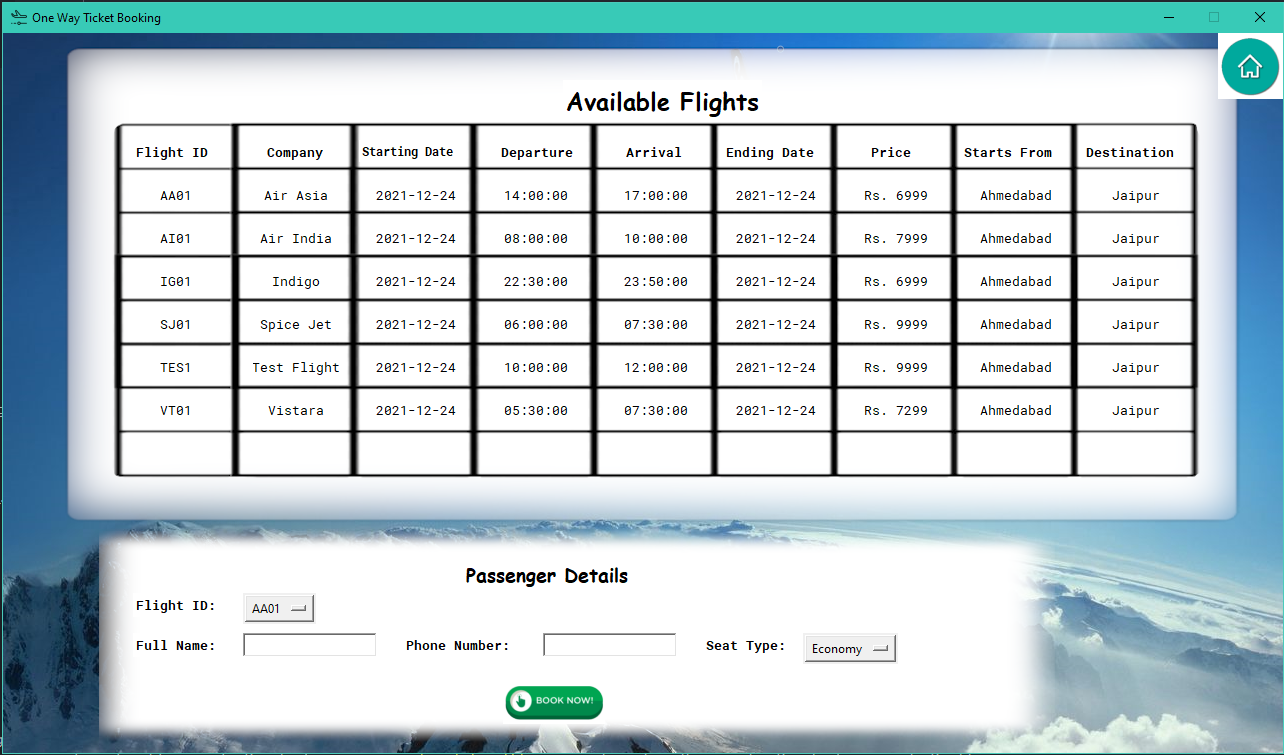 One Way Ticket Booking
Available Flights
Flight ID Company Starting Date Departure Arrival Ending Date Price Starts From Destination
AA01 Air Asia 2021-12-24 14:00:00 17:00:00 2021-12-24 Rs. 6999 Ahmedabad Jaipur
AI01 Air India 2021-12-24 08:00:00 10:00:00 2021-12-24 Rs. 7999 Ahmedabad Jaipur
IG01 Indigo 2021-12-24 22:30:00 23:50:00 2021-12-24 Rs. 6999 Ahmedabad Jaipur
SJ01 Spice Jet 2021-12-24 06:00:00 07:30:00 2021-12-24 Rs. 9999 Ahmedabad Jaipur
TES1 Test Flight 2021-12-24 10:00:00 12:00:00 2021-12-24 Rs. 9999 Ahmedabad Jaipur
VT01 Vistara 2021-12-24 05:30:00 07:30:00 2021-12-24 Rs. 7299 Ahmedabad Jaipur
Passenger Details
Flight ID: AA01
Full Name: Phone Number: Seat Type: Economy
BOOK NOW!